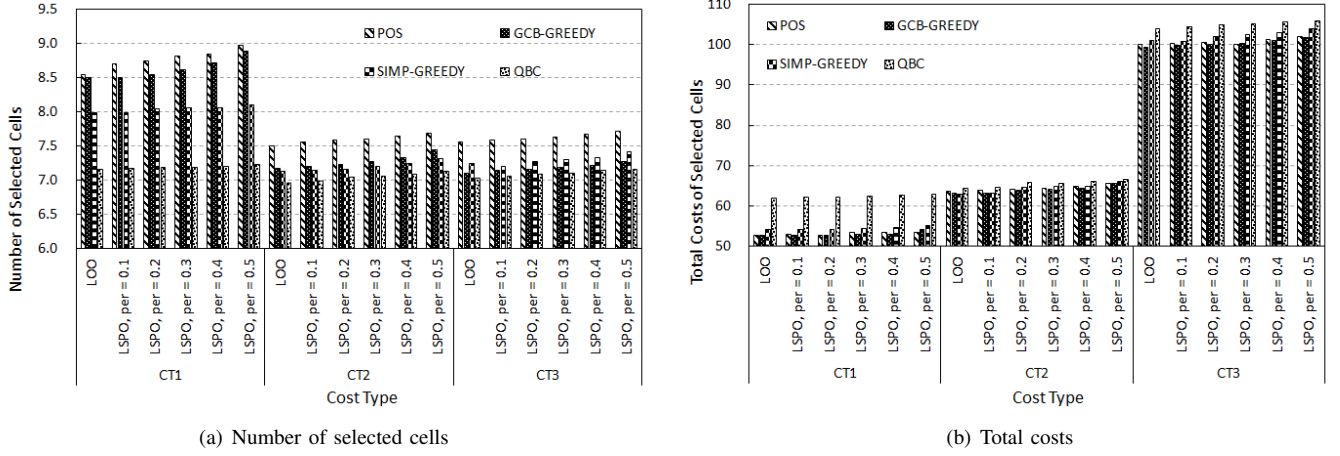 Number of Selected Cells
9.5
9.0
8.5
8.0
7.5
7.0
6.5
6.0
POS
GCB-GREEDY
SIMP-GREEDY
QBC
LOO
LSPO, per = 0.1
LSPO, per = 0.2
LSPO, per = 0.3
LSPO, per = 0.4
LSPO, per = 0.5
LOO
LSPO, per = 0.1
LSPO, per = 0.2
LSPO, per = 0.3
LSPO, per = 0.4
LSPO, per = 0.5
LOO
LSPO, per = 0.1
LSPO, per = 0.2
LSPO, per = 0.3
LSPO, per = 0.4
LSPO, per = 0.5
CT1
CT2
CT3
Cost Type
(a) Number of selected cells
Total Costs of Selected Cells
110
100
90
80
70
60
50
POS
GCB-GREEDY
SIMP-GREEDY
QBC
LOO
LSPO, per = 0.1
LSPO, per = 0.2
LSPO, per = 0.3
LSPO, per = 0.4
LSPO, per = 0.5
LOO
LSPO, per = 0.1
LSPO, per = 0.2
LSPO, per = 0.3
LSPO, per = 0.4
LSPO, per = 0.5
LOO
LSPO, per = 0.1
LSPO, per = 0.2
LSPO, per = 0.3
LSPO, per = 0.4
LSPO, per = 0.5
CT1
CT2
CT3
Cost Type
(b) Total costs